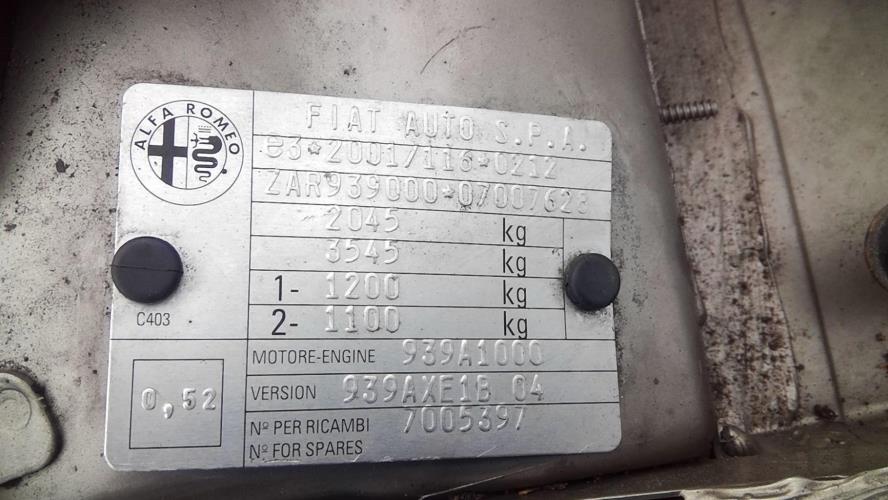 ALFA ROMEO
FIAT AUTO S.P.A.
e3*2001/116*0212
ZAR939000*07007623
2045 kg
3545 kg
1- 1200 kg
2- 1100 kg
C403
MOTORE-ENGINE 939A1000
0,52
VERSION 939AXE1B 04
Nº PER RICAMBI 7005397
Nº FOR SPARES